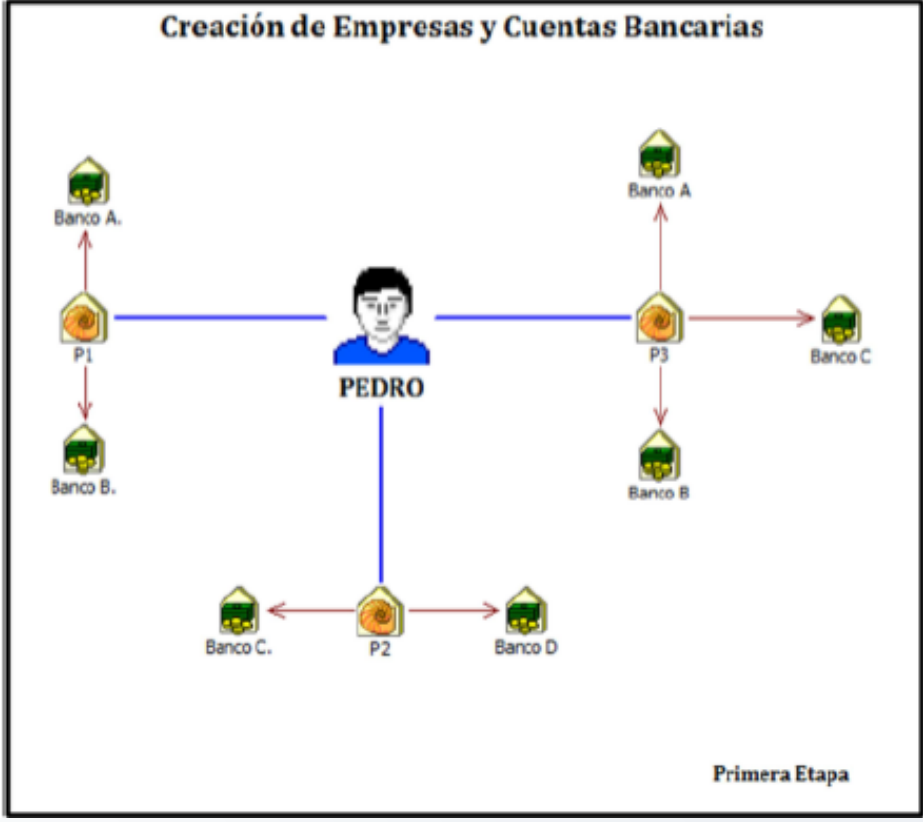 Creación de Empresas y Cuentas Bancarias
Banco A
Banco A.
P1
P3
Banco C
PEDRO
Banco B.
Banco B
Banco C.
P2
Banco D
Primera Etapa